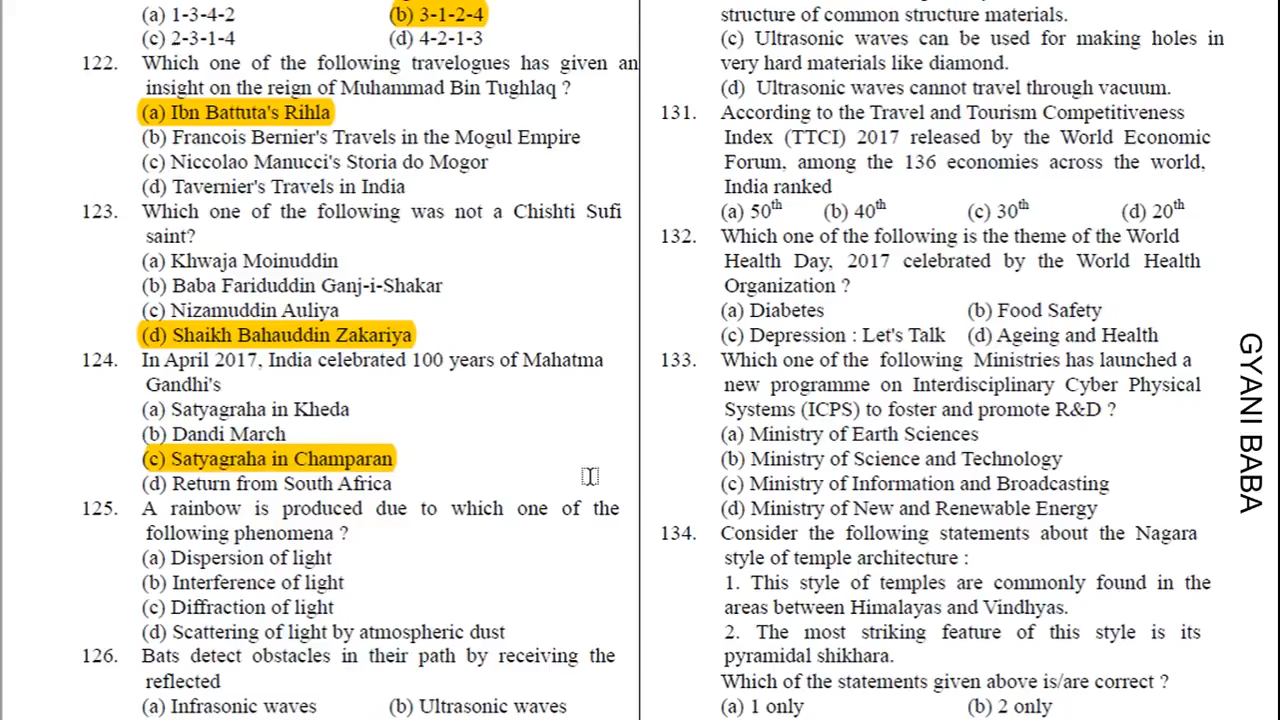 (a) 1-3-4-2 (b) 3-1-2-4
(c) 2-3-1-4 (d) 4-2-1-3
122. Which one of the following travelogues has given an
insight on the reign of Muhammad Bin Tughlaq ?
(a) Ibn Battuta's Rihla
(b) Francois Bernier's Travels in the Mogul Empire
(c) Niccolao Manucci's Storia do Mogor
(d) Tavernier's Travels in India
123. Which one of the following was not a Chishti Sufi
saint?
(a) Khwaja Moinuddin
(b) Baba Fariduddin Ganj-i-Shakar
(c) Nizamuddin Auliya
(d) Shaikh Bahauddin Zakariya
124. In April 2017, India celebrated 100 years of Mahatma
Gandhi's
(a) Satyagraha in Kheda
(b) Dandi March
(c) Satyagraha in Champaran
(d) Return from South Africa
125. A rainbow is produced due to which one of the
following phenomena ?
(a) Dispersion of light
(b) Interference of light
(c) Diffraction of light
(d) Scattering of light by atmospheric dust
126. Bats detect obstacles in their path by receiving the
reflected
(a) Infrasonic waves (b) Ultrasonic waves
structure of common structure materials.
(c) Ultrasonic waves can be used for making holes in
very hard materials like diamond.
(d) Ultrasonic waves cannot travel through vacuum.
131. According to the Travel and Tourism Competitiveness
Index (TTCI) 2017 released by the World Economic
Forum, among the 136 economies across the world,
India ranked
(a) 50th (b) 40th (c) 30th (d) 20th
132. Which one of the following is the theme of the World
Health Day, 2017 celebrated by the World Health
Organization ?
(a) Diabetes (b) Food Safety
(c) Depression : Let's Talk (d) Ageing and Health
133. Which one of the following Ministries has launched a
new programme on Interdisciplinary Cyber Physical
Systems (ICPS) to foster and promote R&D ?
(a) Ministry of Earth Sciences
(b) Ministry of Science and Technology
(c) Ministry of Information and Broadcasting
(d) Ministry of New and Renewable Energy
134. Consider the following statements about the Nagara
style of temple architecture :
1. This style of temples are commonly found in the
areas between Himalayas and Vindhyas.
2. The most striking feature of this style is its
pyramidal shikhara.
Which of the statements given above is/are correct ?
(a) 1 only (b) 2 only
GYANI BABA